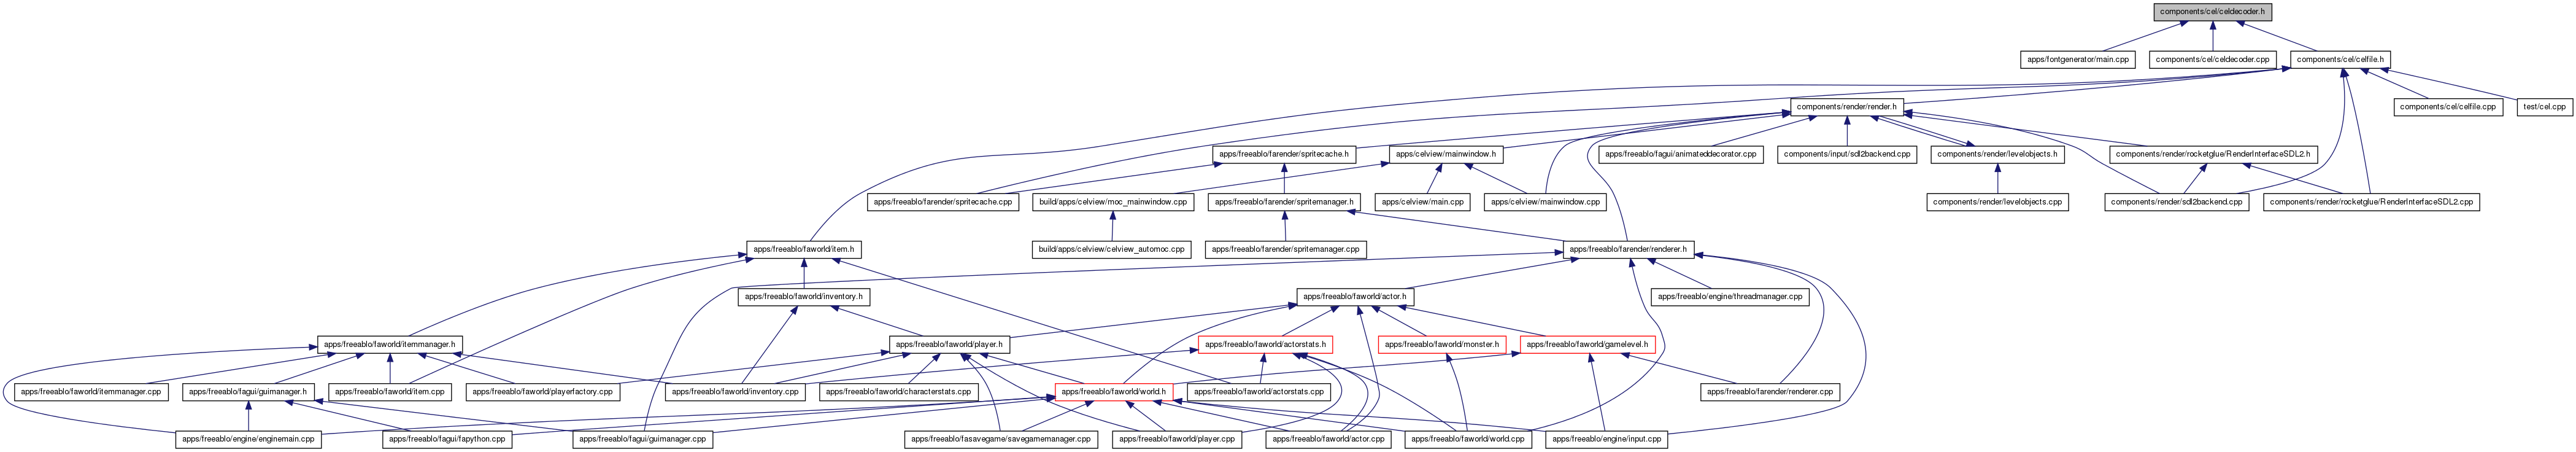 components/cel/celdecoder.h
apps/fontgenerator/main.cpp
components/cel/celdecoder.cpp
components/cel/celfile.h
components/render/render.h
components/cel/celfile.cpp
test/cel.cpp
apps/freeablo/farender/spritecache.h
apps/celview/mainwindow.h
apps/freeablo/fagui/animateddecorator.cpp
components/input/sdl2backend.cpp
components/render/levelobjects.h
components/render/rocketglue/RenderInterfaceSDL2.h
apps/freeablo/farender/spritecache.cpp
build/apps/celview/moc_mainwindow.cpp
apps/freeablo/farender/spritemanager.h
apps/celview/main.cpp
apps/celview/mainwindow.cpp
components/render/levelobjects.cpp
components/render/sdl2backend.cpp
components/render/rocketglue/RenderInterfaceSDL2.cpp
apps/freeablo/faworld/item.h
build/apps/celview/celview_automoc.cpp
apps/freeablo/farender/spritemanager.cpp
apps/freeablo/farender/renderer.h
apps/freeablo/faworld/inventory.h
apps/freeablo/faworld/actor.h
apps/freeablo/engine/threadmanager.cpp
apps/freeablo/faworld/itemmanager.h
apps/freeablo/faworld/player.h
apps/freeablo/faworld/actorstats.h
apps/freeablo/faworld/monster.h
apps/freeablo/faworld/gamelevel.h
apps/freeablo/faworld/itemmanager.cpp
apps/freeablo/fagui/guimanager.h
apps/freeablo/faworld/item.cpp
apps/freeablo/faworld/playerfactory.cpp
apps/freeablo/faworld/inventory.cpp
apps/freeablo/faworld/characterstats.cpp
apps/freeablo/faworld/world.h
apps/freeablo/faworld/actorstats.cpp
apps/freeablo/farender/renderer.cpp
apps/freeablo/engine/enginemain.cpp
apps/freeablo/fagui/fapython.cpp
apps/freeablo/fagui/guimanager.cpp
apps/freeablo/fasavegame/savegamemanager.cpp
apps/freeablo/faworld/player.cpp
apps/freeablo/faworld/actor.cpp
apps/freeablo/faworld/world.cpp
apps/freeablo/engine/input.cpp